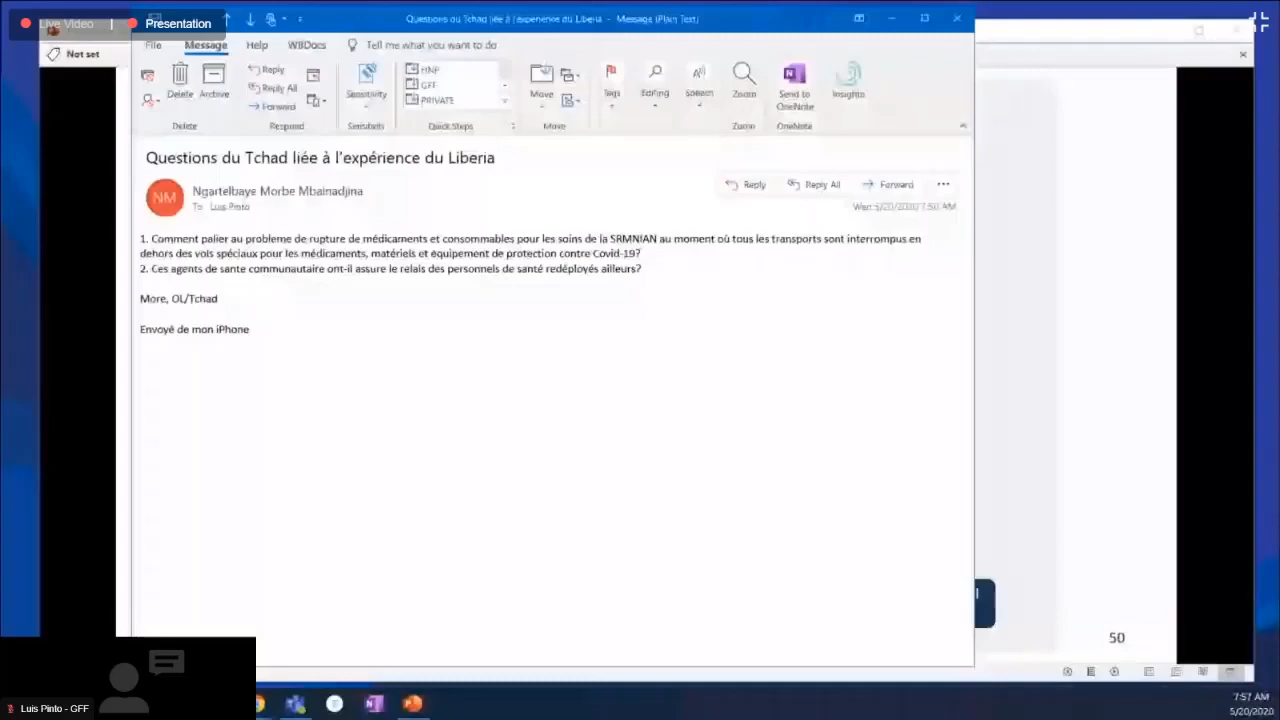 Live Video | Presentation
Questions du Tchad liée à l'expérience du Liberia - Message (Plain Text)
Not set
File Message Help WBDocs Tell me what you want to do
Delete Archive
Reply
Reply All
Forward
Sensitivity
HNP
GFF
PRIVATE
Move
Tags Editing Speech Zoom
Send to
OneNote
Insights
Delete Respond Sensitivity Quick Steps Move Zoom OneNote
Questions du Tchad liée à l'expérience du Liberia
NM
Ngartelbaye Morbe Mbainadjina
To Luis Pinto
Reply Reply All Forward
Wed 5/20/2020 7:50 AM
1. Comment palier au probleme de rupture de médicaments et consommables pour les soins de la SRMNIAN au moment où tous les transports sont interrompus en
dehors des vols spéciaux pour les médicaments, matériels et équipement de protection contre Covid-19?
2. Ces agents de sante communautaire ont-il assure le relais des personnels de santé redéployés ailleurs?
More, OL/Tchad
Envoyé de mon iPhone
50
Luis Pinto - GFF
7:57 AM
5/20/2020